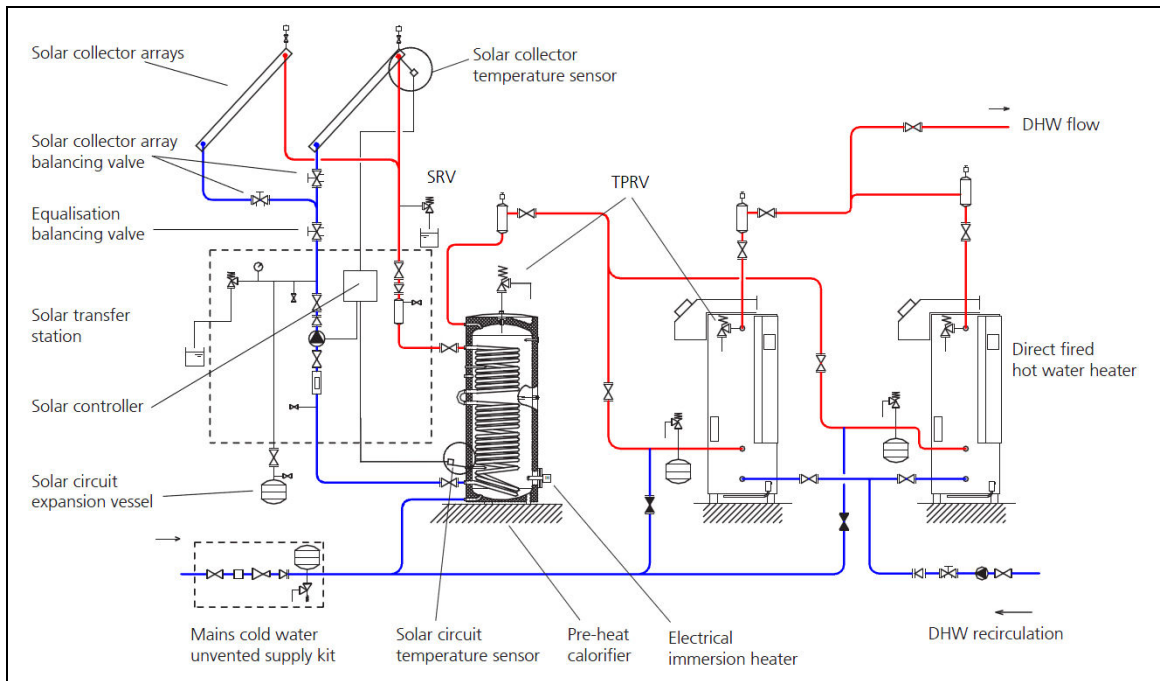 Solar collector arrays
Solar collector
temperature sensor
DHW flow
Solar collector array
balancing valve
SRV
TPRV
Equalisation
balancing valve
Solar transfer
station
Direct fired
hot water heater
Solar controller
Solar circuit
expansion vessel
Mains cold water
unvented supply kit
Solar circuit
temperature sensor
Pre-heat
calorifier
Electrical
immersion heater
DHW recirculation